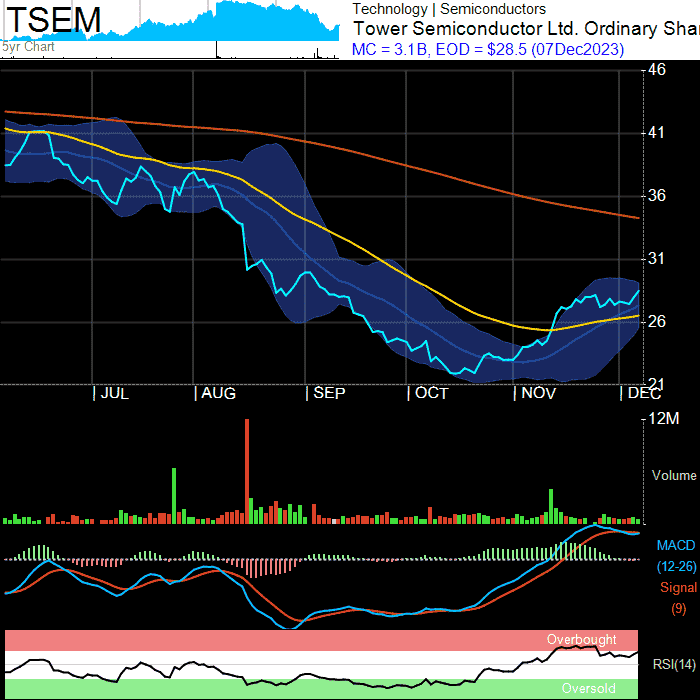 TSEM
5yr Chart
Technology | Semiconductors
Tower Semiconductor Ltd. Ordinary Shar
MC = 3.1B, EOD = $28.5 (07Dec2023)
46
41
36
31
26
21
| JUL | AUG | SEP | OCT | NOV | DEC
12M
Volume
MACD
(12-26)
Signal
(9)
Overbought
RSI(14)
Oversold